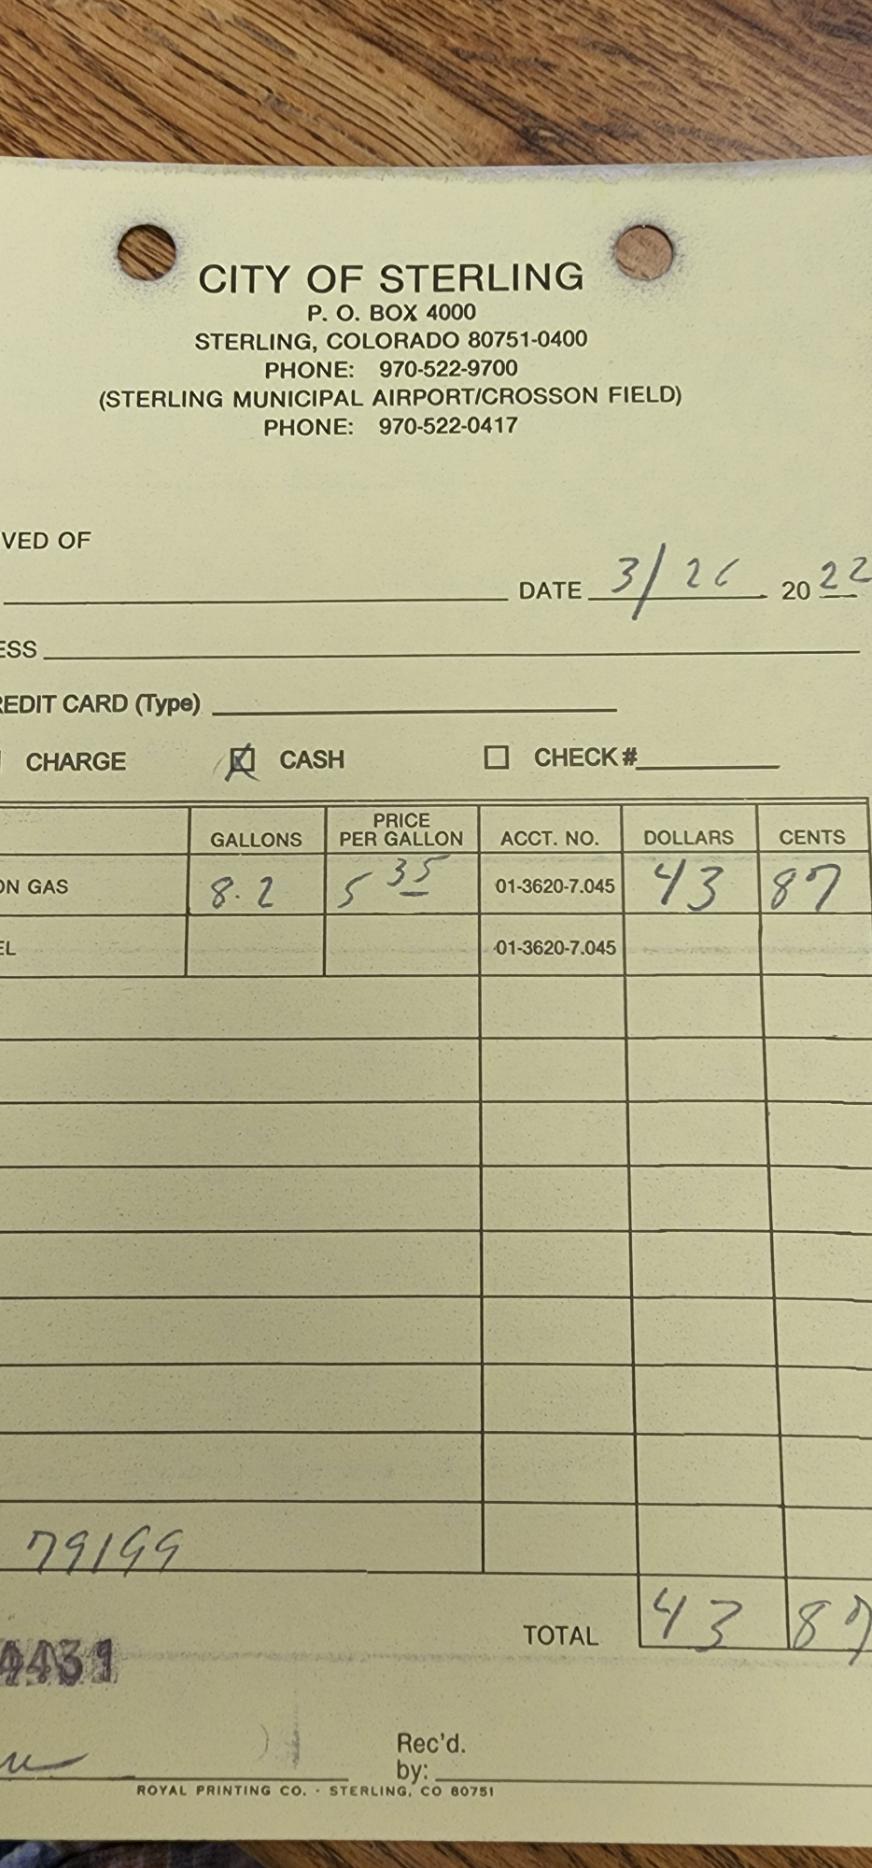 CITY OF STERLING
P. O. BOX 4000
STERLING, COLORADO 80751-0400
PHONE: 970-522-9700
(STERLING MUNICIPAL AIRPORT/CROSSON FIELD)
PHONE: 970-522-0417
VED OF
DATE 3/26 2022
ESS
REDIT CARD (Type)
CHARGE CASH CHECK#
GALLONS PRICE PER GALLON ACCT. NO. DOLLARS CENTS
ON GAS 8.2 5 35 01-3620-7.045 43 87
EL 01-3620-7.045
79199
TOTAL 43 87
4431
Rec'd.
by:
ROYAL PRINTING CO. · STERLING, CO 80751